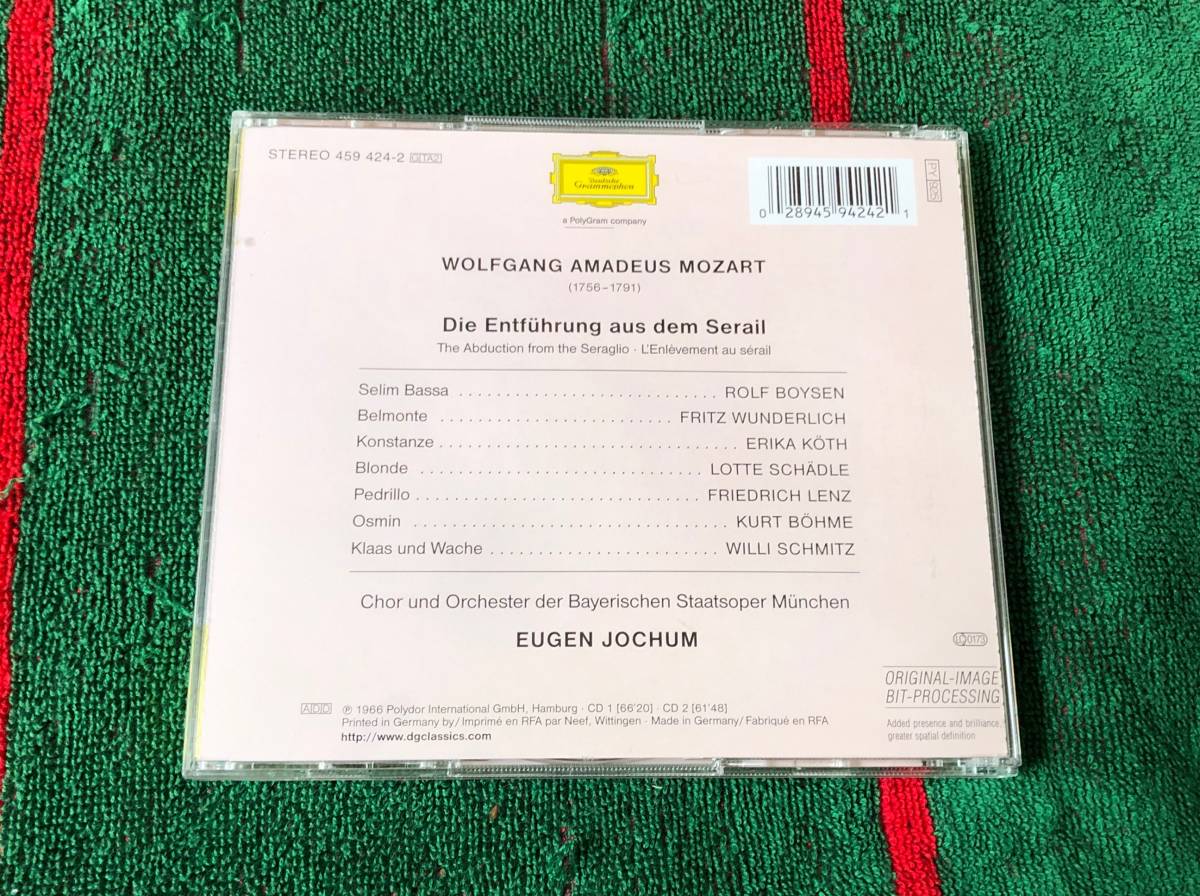 STEREO 459 424-2 G TA2
Deutsche
Grammophon
a PolyGram company
0 28945 94242 1
PY 905
WOLFGANG AMADEUS MOZART
(1756–1791)
Die Entführung aus dem Serail
The Abduction from the Seraglio · L'Enlèvement au sérail
Selim Bassa . . . . . . . . . . . . . . . . . . . . . . . . . . . . ROLF BOYSEN
Belmonte . . . . . . . . . . . . . . . . . . . . . . . . . FRITZ WUNDERLICH
Konstanze . . . . . . . . . . . . . . . . . . . . . . . . . . . . . . . . ERIKA KÖTH
Blonde . . . . . . . . . . . . . . . . . . . . . . . . . . . . . . LOTTE SCHÄDLE
Pedrillo . . . . . . . . . . . . . . . . . . . . . . . . . . . . . . FRIEDRICH LENZ
Osmin . . . . . . . . . . . . . . . . . . . . . . . . . . . . . . . . . . KURT BÖHME
Klaas und Wache . . . . . . . . . . . . . . . . . . . . . . . . WILLI SCHMITZ
Chor und Orchester der Bayerischen Staatsoper München
EUGEN JOCHUM
LC 0173
ORIGINAL-IMAGE
BIT-PROCESSING
Added presence and brilliance,
greater spatial definition
ADD ℗ 1966 Polydor International GmbH, Hamburg · CD 1 [66'20] · CD 2 [61'48]
Printed in Germany by/Imprimé en RFA par Neef, Wittingen · Made in Germany/Fabriqué en RFA
http://www.dgclassics.com